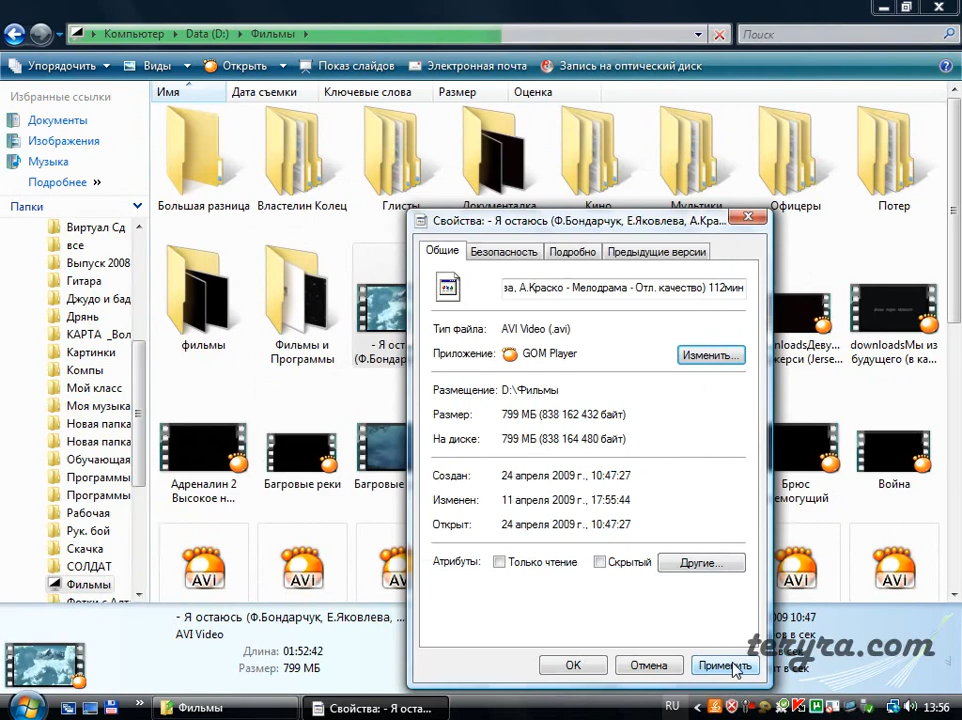 Компьютер
Data (D:)
Фильмы
Поиск
Упорядочить
Виды
Открыть
Показ слайдов
Электронная почта
Запись на оптический диск
Избранные ссылки
Документы
Изображения
Музыка
Подробнее »
Папки
Виртуал Сд
все
Выпуск 2008
Гитара
Джудо и бад
Дрянь
КАРТА _Вол
Картинки
Компы
Мой класс
Моя музыка
Новая папка
Новая папка
Обучающая
Программы
Программы
Рабочая
Рук. бой
Скачка
СОЛДАТ
Фильмы
Имя
Дата съемки
Ключевые слова
Размер
Оценка
Большая разница
Властелин Колец
Глисты
Документалка
Кино
Мультики
Офицеры
Потер
фильмы
Фильмы и
Программы
- Я ост
(Ф.Бондар
downloadsДеву...
керси (Jerse...
downloadsМы из
будущего (в ка...
Адреналин 2
Высокое н...
Багровые реки
Багровые
Брюс
емогущий
Война
AVI
AVI
AVI
AVI
Свойства: - Я остаюсь (Ф.Бондарчук, Е.Яковлева, А.Кра...
Общие
Безопасность
Подробно
Предыдущие версии
за, А.Краско - Мелодрама - Отл. качество) 112мин
Тип файла: AVI Video (.avi)
Приложение: GOM Player
Изменить...
Размещение: D:\Фильмы
Размер: 799 МБ (838 162 432 байт)
На диске: 799 МБ (838 164 480 байт)
Создан: 24 апреля 2009 г., 10:47:27
Изменен: 11 апреля 2009 г., 17:55:44
Открыт: 24 апреля 2009 г., 10:47:27
Атрибуты: Только чтение
Скрытый
Другие...
OK
Отмена
Применить
- Я остаюсь (Ф.Бондарчук, Е.Яковлева, ...
AVI Video
Длина: 01:52:42
Размер: 799 МБ
2009 10:47
в сек
teryra.com
Фильмы
Свойства: - Я оста...
RU
13:56